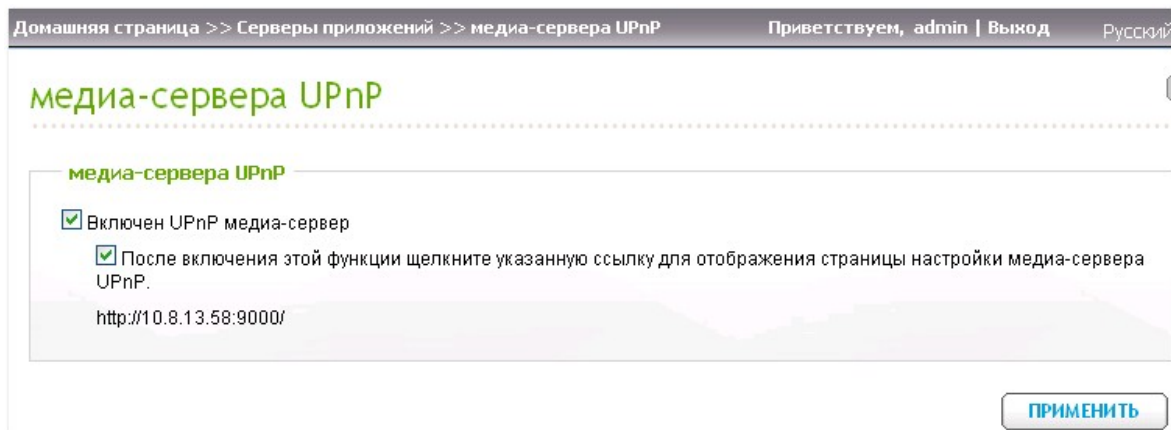 Домашняя страница >> Серверы приложений >> медиа-сервера UPnP Приветствуем, admin | Выход Русский
медиа-сервера UPnP
медиа-сервера UPnP
Включен UPnP медиа-сервер
После включения этой функции щелкните указанную ссылку для отображения страницы настройки медиа-сервера
UPnP.
http://10.8.13.58:9000/
ПРИМЕНИТЬ